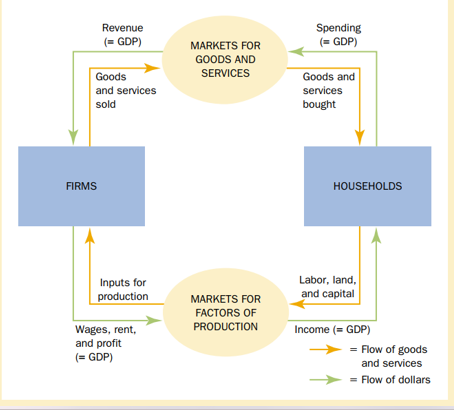 Revenue
(= GDP)
MARKETS FOR
GOODS AND
SERVICES
Spending
(= GDP)
Goods
and services
sold
Goods and
services
bought
FIRMS
HOUSEHOLDS
Inputs for
production
MARKETS FOR
FACTORS OF
PRODUCTION
Labor, land,
and capital
Wages, rent,
and profit
(= GDP)
Income (= GDP)
= Flow of goods
and services
= Flow of dollars